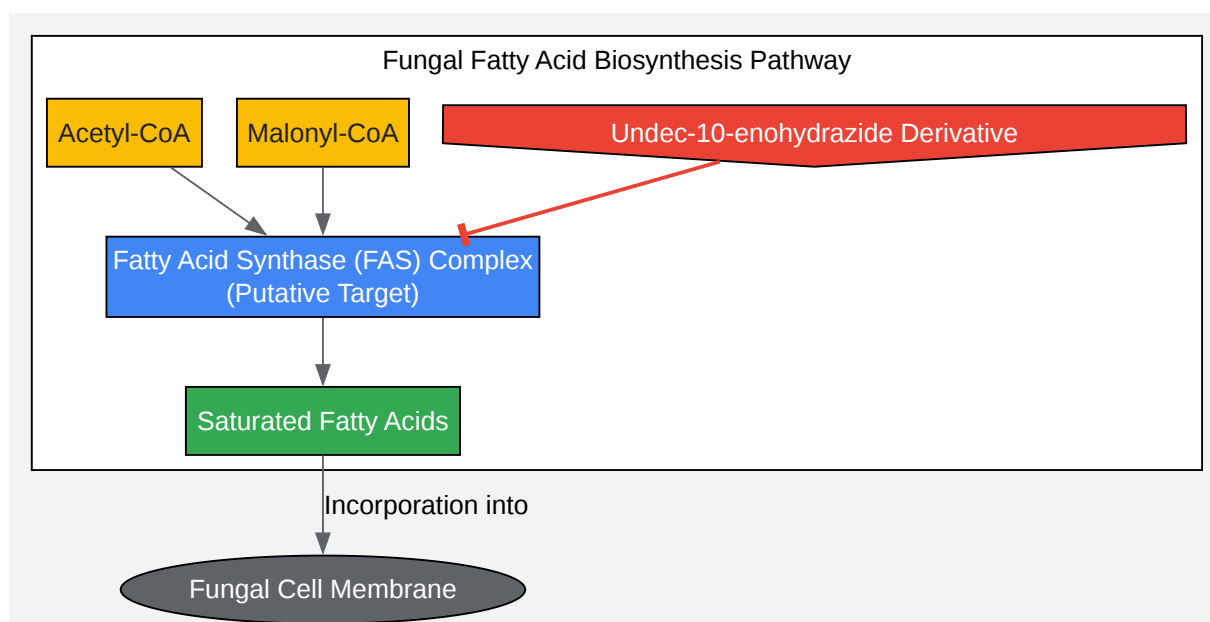 Fungal Fatty Acid Biosynthesis Pathway
Acetyl-CoA
Malonyl-CoA
Undec-10-enohydrazide Derivative
Fatty Acid Synthase (FAS) Complex
(Putative Target)
Saturated Fatty Acids
Incorporation into
Fungal Cell Membrane